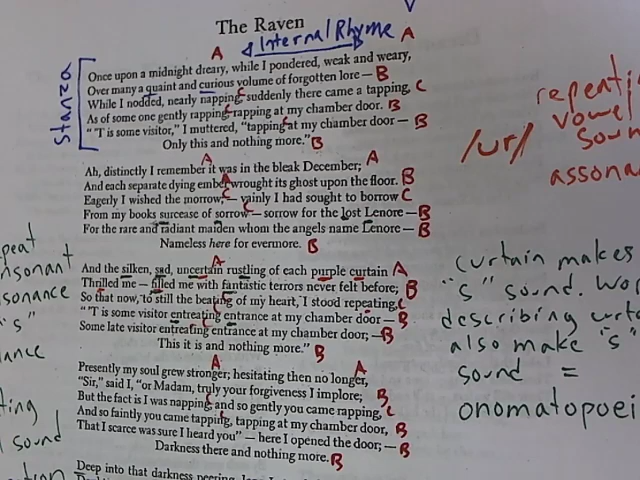 The Raven
Internal Rhyme
A A
Stanza
Once upon a midnight dreary, while I pondered, weak and weary,
Over many a quaint and curious volume of forgotten lore — B
While I nodded, nearly napping, suddenly there came a tapping, C
As of some one gently rapping, rapping at my chamber door. B
"'T is some visitor," I muttered, "tapping at my chamber door — B
Only this and nothing more." B
Ah, distinctly I remember it was in the bleak December; A
And each separate dying ember wrought its ghost upon the floor. B
Eagerly I wished the morrow; — vainly I had sought to borrow C
From my books surcease of sorrow — sorrow for the lost Lenore — B
For the rare and radiant maiden whom the angels name Lenore — B
Nameless here for evermore. B
And the silken, sad, uncertain rustling of each purple curtain A
Thrilled me — filled me with fantastic terrors never felt before; B
So that now, to still the beating of my heart, I stood repeating, C
"'T is some visitor entreating entrance at my chamber door — B
Some late visitor entreating entrance at my chamber door; — B
This it is and nothing more." B
Presently my soul grew stronger; hesitating then no longer, A
"Sir," said I, "or Madam, truly your forgiveness I implore; B
But the fact is I was napping, and so gently you came rapping, C
And so faintly you came tapping, tapping at my chamber door, B
That I scarce was sure I heard you" — here I opened the door; — B
Darkness there and nothing more. B
Deep into that darkness peering,
vowel
/ur/
curtain makes
"s" sound
describing
also make "s"
sound =
"s"
sound